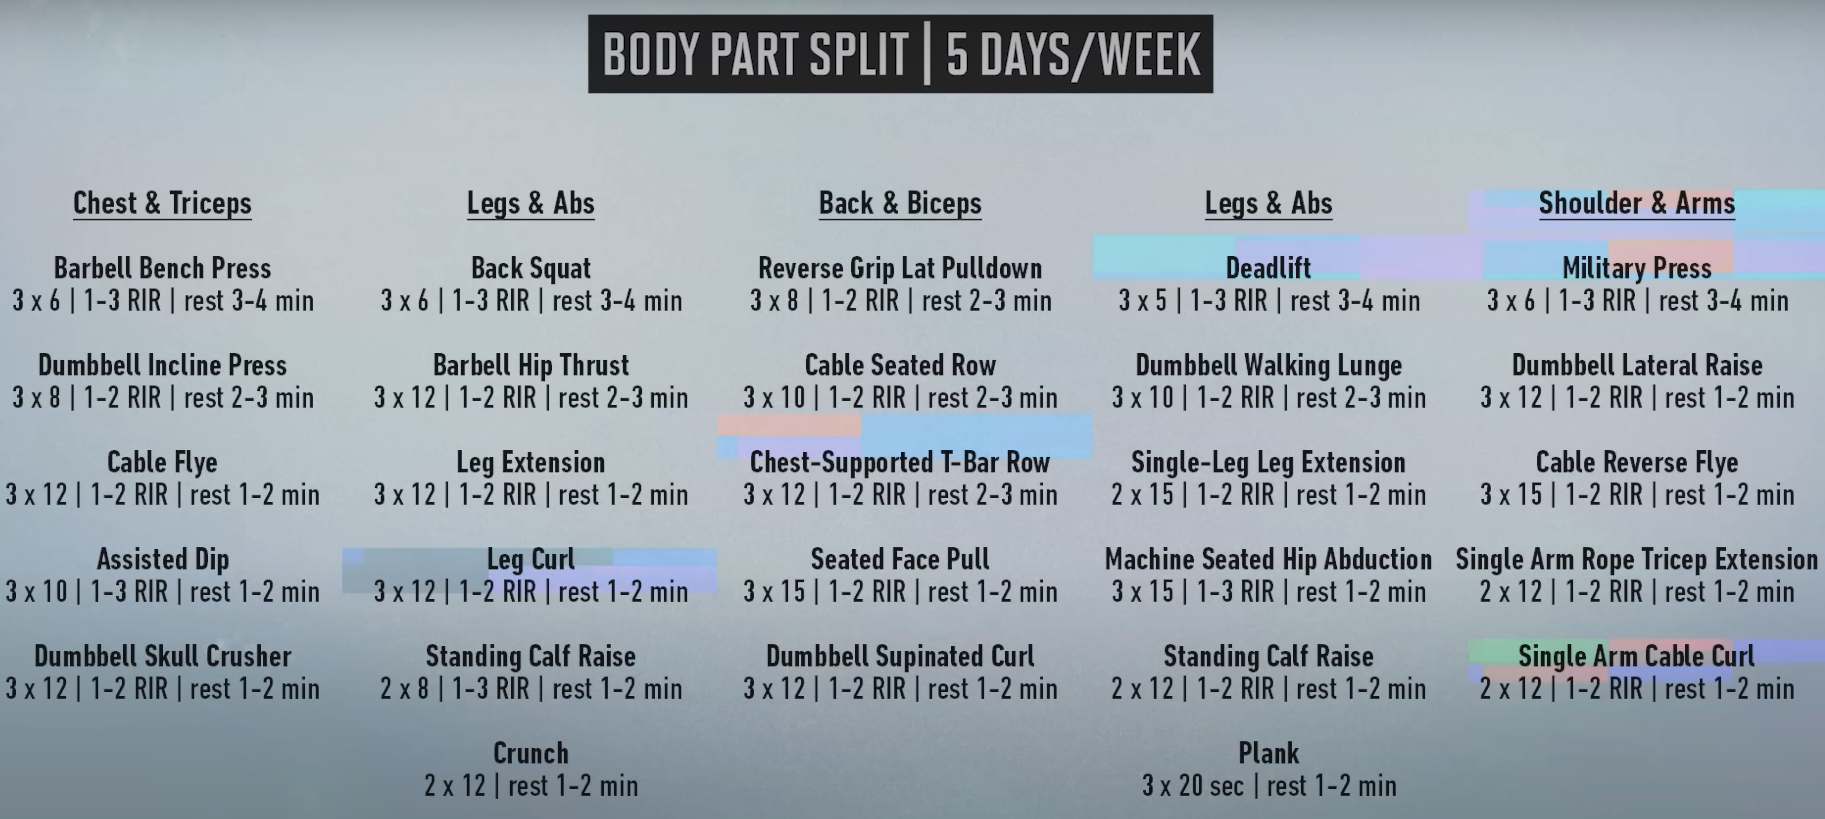 BODY PART SPLIT | 5 DAYS/WEEK
Chest & Triceps
Barbell Bench Press
3 x 6 | 1-3 RIR | rest 3-4 min
Dumbbell Incline Press
3 x 8 | 1-2 RIR | rest 2-3 min
Cable Flye
3 x 12 | 1-2 RIR | rest 1-2 min
Assisted Dip
3 x 10 | 1-3 RIR | rest 1-2 min
Dumbbell Skull Crusher
3 x 12 | 1-2 RIR | rest 1-2 min
Legs & Abs
Back Squat
3 x 6 | 1-3 RIR | rest 3-4 min
Barbell Hip Thrust
3 x 12 | 1-2 RIR | rest 2-3 min
Leg Extension
3 x 12 | 1-2 RIR | rest 1-2 min
Leg Curl
3 x 12 | 1-2 RIR | rest 1-2 min
Standing Calf Raise
2 x 8 | 1-3 RIR | rest 1-2 min
Crunch
2 x 12 | rest 1-2 min
Back & Biceps
Reverse Grip Lat Pulldown
3 x 8 | 1-2 RIR | rest 2-3 min
Cable Seated Row
3 x 10 | 1-2 RIR | rest 2-3 min
Chest-Supported T-Bar Row
3 x 12 | 1-2 RIR | rest 2-3 min
Seated Face Pull
3 x 15 | 1-2 RIR | rest 1-2 min
Dumbbell Supinated Curl
3 x 12 | 1-2 RIR | rest 1-2 min
Legs & Abs
Deadlift
3 x 5 | 1-3 RIR | rest 3-4 min
Dumbbell Walking Lunge
3 x 10 | 1-2 RIR | rest 2-3 min
Single-Leg Leg Extension
2 x 15 | 1-2 RIR | rest 1-2 min
Machine Seated Hip Abduction
3 x 15 | 1-3 RIR | rest 1-2 min
Standing Calf Raise
2 x 12 | 1-2 RIR | rest 1-2 min
Plank
3 x 20 sec | rest 1-2 min
Shoulder & Arms
Military Press
3 x 6 | 1-3 RIR | rest 3-4 min
Dumbbell Lateral Raise
3 x 12 | 1-2 RIR | rest 1-2 min
Cable Reverse Flye
3 x 15 | 1-2 RIR | rest 1-2 min
Single Arm Rope Tricep Extension
2 x 12 | 1-2 RIR | rest 1-2 min
Single Arm Cable Curl
2 x 12 | 1-2 RIR | rest 1-2 min